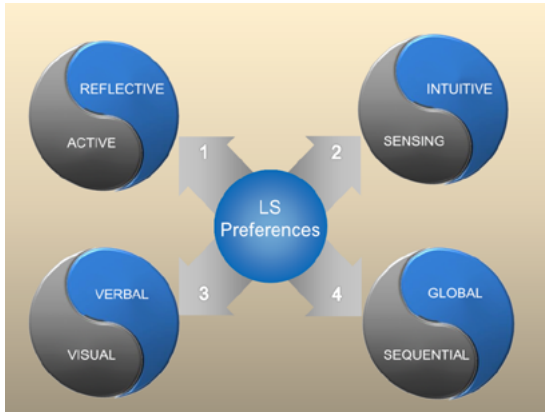 REFLECTIVE
ACTIVE
INTUITIVE
SENSING
1
2
LS
Preferences
3
4
VERBAL
VISUAL
GLOBAL
SEQUENTIAL